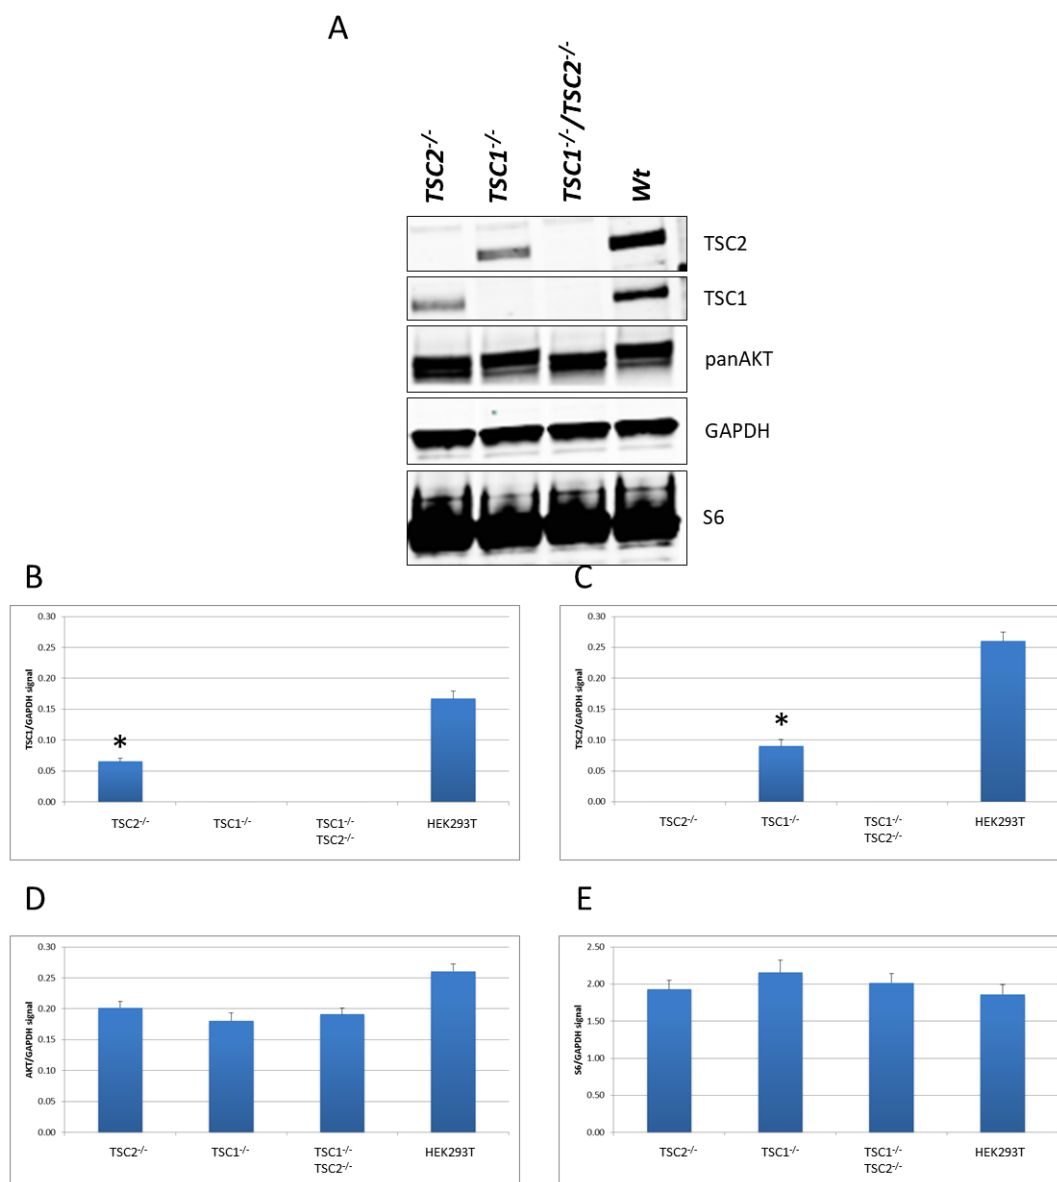 A
TSC2-/-
TSC1-/-
TSC1-/-/TSC2-/-
Wt
TSC2
TSC1
panAKT
GAPDH
S6
B
TSC1/GAPDH signal
0.30
0.25
0.20
0.15
0.10
0.05
0.00
*
TSC2-/-
TSC1-/-
TSC1-/-
TSC2-/-
HEK293T
C
TSC2/GAPDH signal
0.30
0.25
0.20
0.15
0.10
0.05
0.00
*
TSC2-/-
TSC1-/-
TSC1-/-
TSC2-/-
HEK293T
D
AKT/GAPDH signal
0.30
0.25
0.20
0.15
0.10
0.05
0.00
TSC2-/-
TSC1-/-
TSC1-/-
TSC2-/-
HEK293T
E
S6/GAPDH signal
2.50
2.00
1.50
1.00
0.50
0.00
TSC2-/-
TSC1-/-
TSC1-/-
TSC2-/-
HEK293T